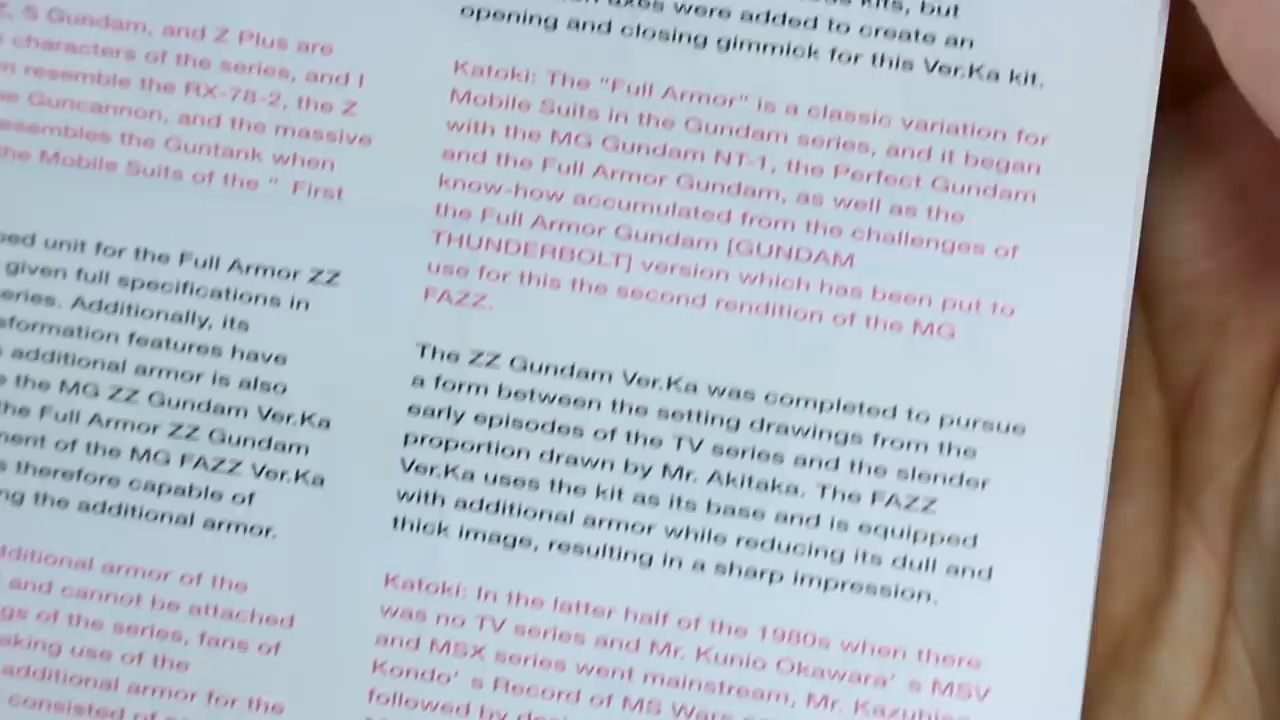 S Gundam, and Z Plus are
characters of the series, and I
resemble the RX-78-2, the Z
Guncannon, and the massive
the Guntank when
the Mobile Suits of the " First
unit for the Full Armor ZZ
given full specifications in
Additionally, its
features have
additional armor is also
the MG ZZ Gundam Ver.Ka
the Full Armor ZZ Gundam
of the MG FAZZ Ver.Ka
therefore capable of
the additional armor.
armor of the
and cannot be attached
of the series, fans of
use of the
additional armor for the
consisted of
but
axes were added to create an
opening and closing gimmick for this Ver.Ka kit.
Katoki: The "Full Armor" is a classic variation for
Mobile Suits in the Gundam series, and it began
with the MG Gundam NT-1, the Perfect Gundam
and the Full Armor Gundam, as well as the
know-how accumulated from the challenges of
the Full Armor Gundam [GUNDAM
THUNDERBOLT] version which has been put to
use for this the second rendition of the MG
FAZZ.
The ZZ Gundam Ver.Ka was completed to pursue
a form between the setting drawings from the
early episodes of the TV series and the slender
proportion drawn by Mr. Akitaka. The FAZZ
Ver.Ka uses the kit as its base and is equipped
with additional armor while reducing its dull and
thick image, resulting in a sharp impression.
Katoki: In the latter half of the 1980s when there
was no TV series and Mr. Kunio Okawara' s MSV
and MSX series went mainstream, Mr. Kazuhisa
Kondo' s Record of MS Wars
followed by